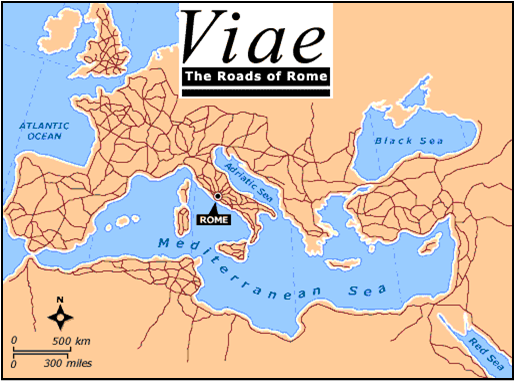 Viae
The Roads of Rome
ATLANTIC
OCEAN
Black Sea
Adriatic Sea
ROME
Mediterranean Sea
Red Sea
N
0 500 km
0 300 miles